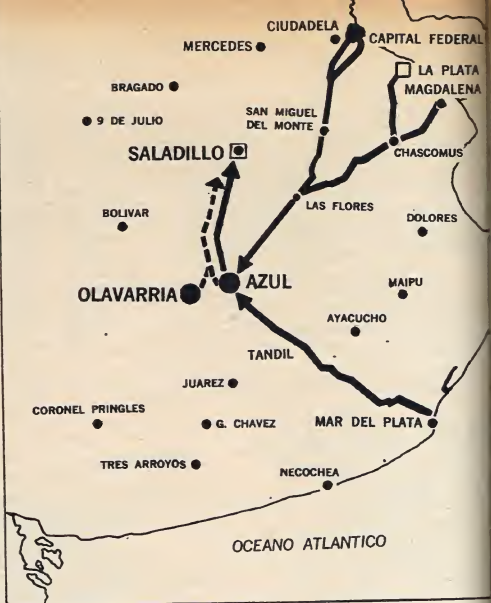 CIUDADELA
CAPITAL FEDERAL
MERCEDES
LA PLATA
MAGDALENA
BRAGADO
9 DE JULIO
SAN MIGUEL
DEL MONTE
SALADILLO
CHASCOMUS
LAS FLORES
BOLIVAR
DOLORES
OLAVARRIA
AZUL
MAIPU
AYACUCHO
TANDIL
JUAREZ
CORONEL PRINGLES
G. CHAVEZ
MAR DEL PLATA
TRES ARROYOS
NECOCHEA
OCEANO ATLANTICO